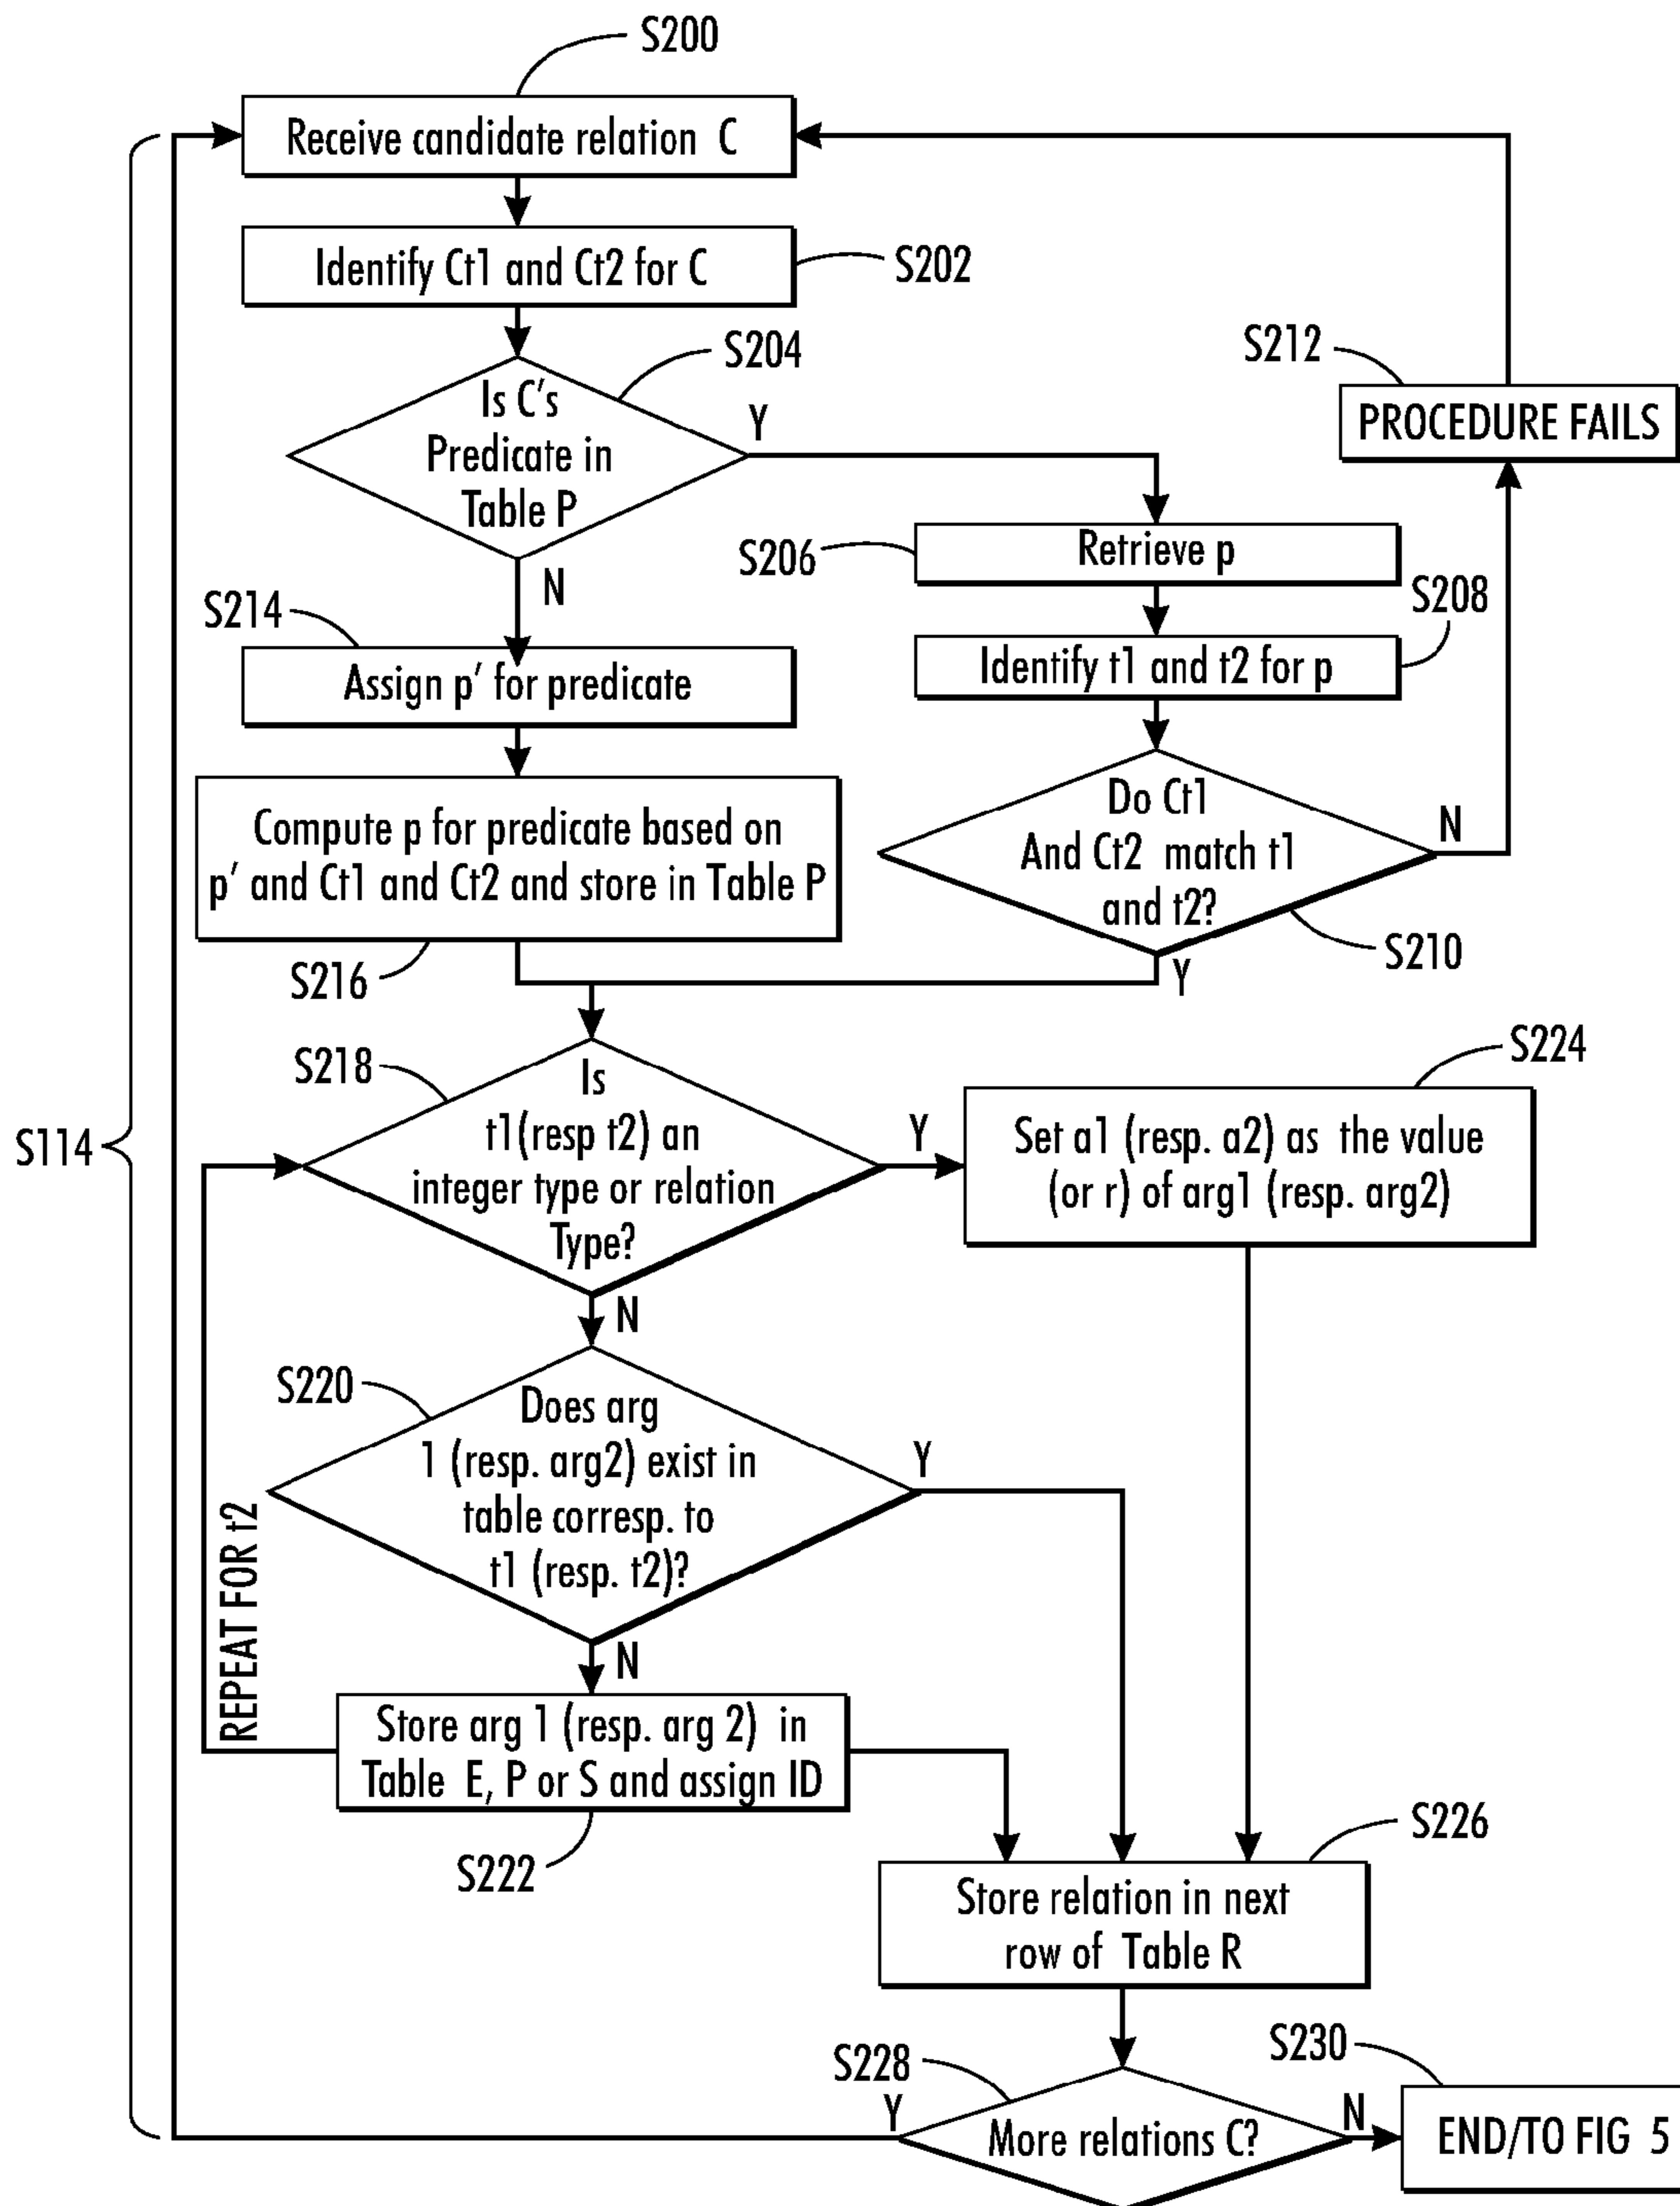 S200
Receive candidate relation C
Identify Ct1 and Ct2 for C
S202
S204
Is C's
Predicate in
Table P
Y
N
S212
PROCEDURE FAILS
S206
Retrieve p
S208
Identify t1 and t2 for p
S214
Assign p' for predicate
Compute p for predicate based on
p' and Ct1 and Ct2 and store in Table P
S216
Do Ct1
And Ct2 match t1
and t2?
N
S210
Y
S114
S218
Is
t1(resp t2) an
integer type or relation
Type?
Y
N
S224
Set a1 (resp. a2) as the value
(or r) of arg1 (resp. arg2)
S220
Does arg
1 (resp. arg2) exist in
table corresp. to
t1 (resp. t2)?
Y
N
REPEAT FOR t2
Store arg 1 (resp. arg 2) in
Table E, P or S and assign ID
S222
S226
Store relation in next
row of Table R
S228
Y
More relations C?
N
S230
END/TO FIG 5